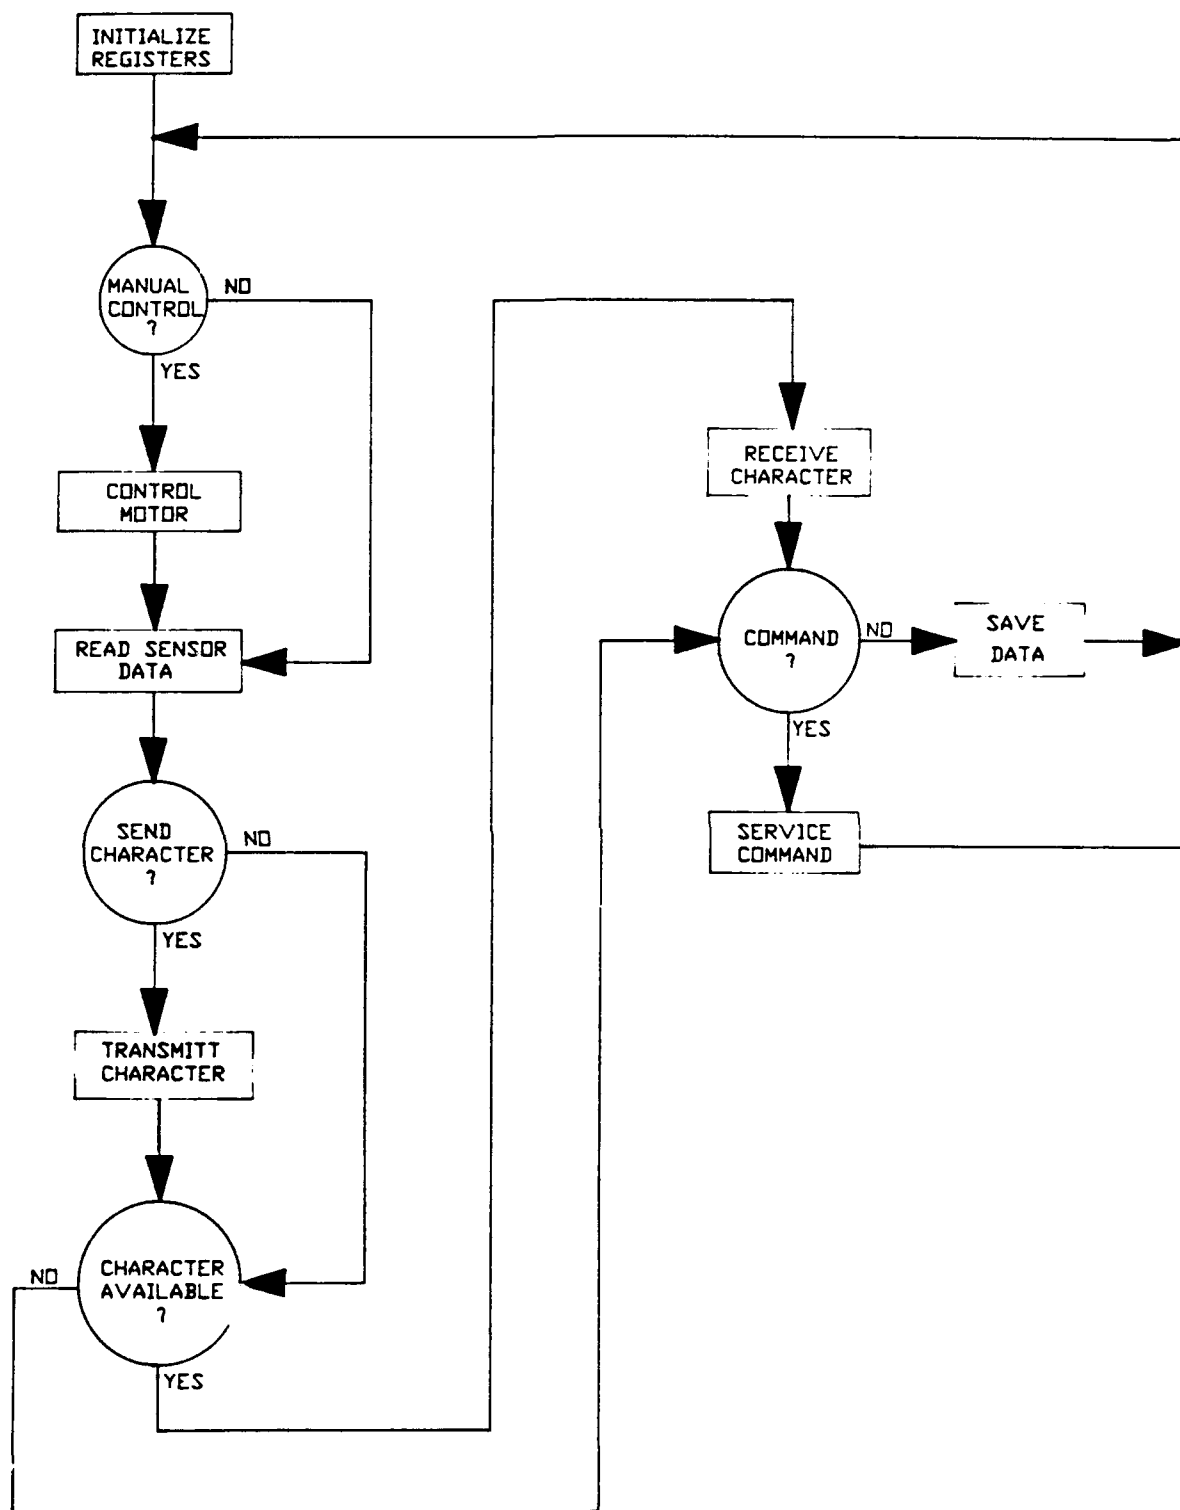 INITIALIZE
REGISTERS
MANUAL
CONTROL
?
NO
YES
CONTROL
MOTOR
READ SENSOR
DATA
SEND
CHARACTER
?
NO
YES
TRANSMITT
CHARACTER
CHARACTER
AVAILABLE
?
NO
YES
RECEIVE
CHARACTER
COMMAND
?
NO
YES
SAVE
DATA
SERVICE
COMMAND